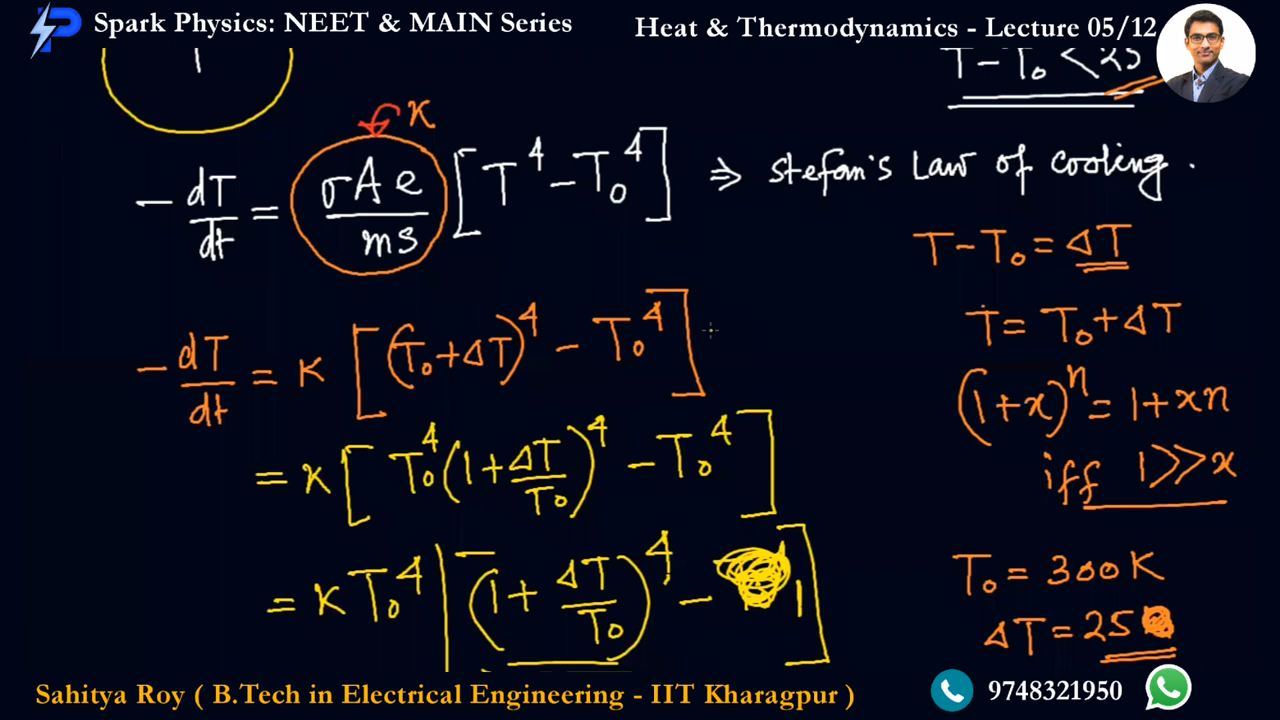 Spark Physics: NEET & MAIN Series
Heat & Thermodynamics - Lecture 05/12
1
T - T₀ < 25
-dT/dt = σAe/ms [T⁴ - T₀⁴] ⇒ Stefan's Law of cooling.
K
T - T₀ = ΔT
T = T₀ + ΔT
-dT/dt = K [(T₀ + ΔT)⁴ - T₀⁴]
(1+x)ⁿ = 1 + xn
iff 1 >> x
= K [T₀⁴ (1 + ΔT/T₀)⁴ - T₀⁴]
= K T₀⁴ [(1 + ΔT/T₀)⁴ - 1]
T₀ = 300 K
ΔT = 25
Sahitya Roy ( B.Tech in Electrical Engineering - IIT Kharagpur )
9748321950